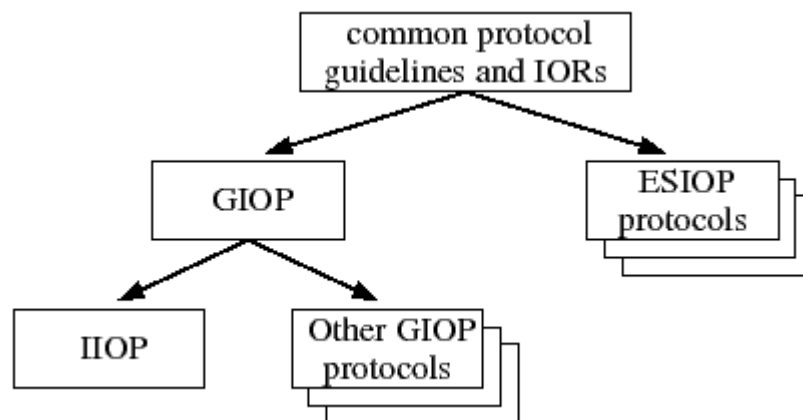 common protocol
guidelines and IORs
GIOP
ESIOP
protocols
IIOP
Other GIOP
protocols